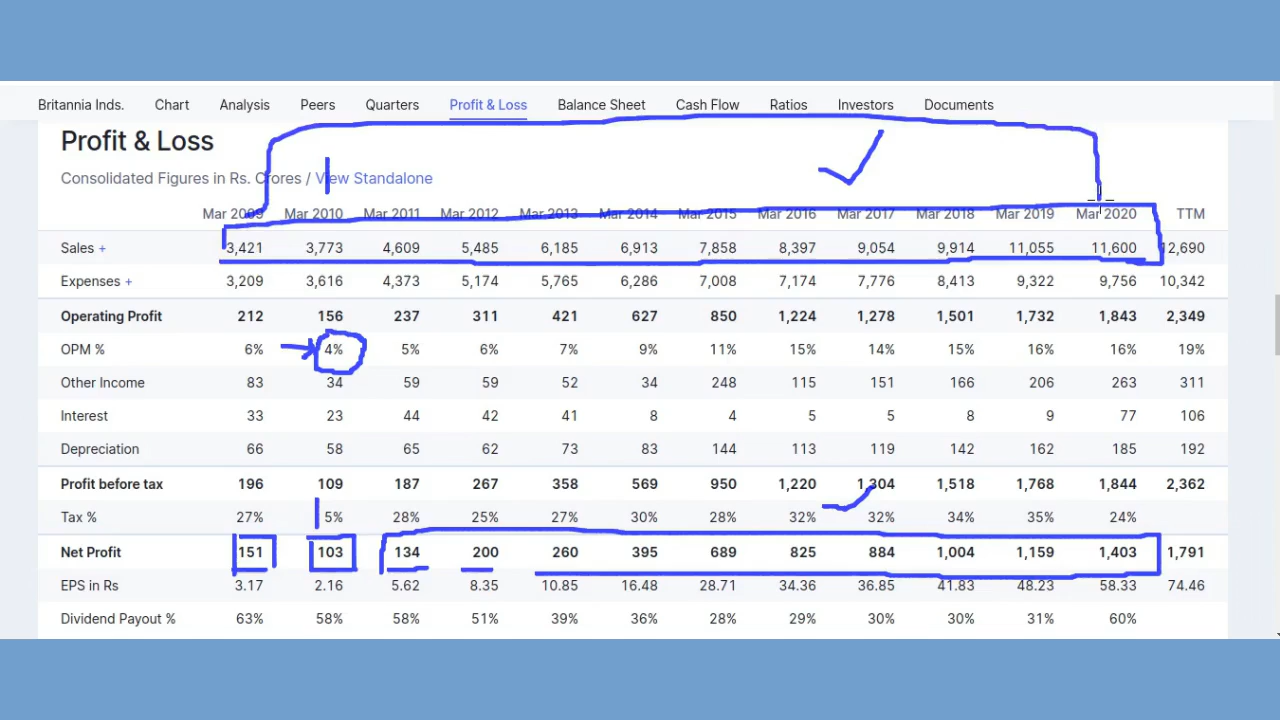 Britannia Inds. Chart Analysis Peers Quarters Profit & Loss Balance Sheet Cash Flow Ratios Investors Documents
Profit & Loss
Consolidated Figures in Rs. Crores / View Standalone
Mar 2009 Mar 2010 Mar 2011 Mar 2012 Mar 2013 Mar 2014 Mar 2015 Mar 2016 Mar 2017 Mar 2018 Mar 2019 Mar 2020 TTM
Sales + 3,421 3,773 4,609 5,485 6,185 6,913 7,858 8,397 9,054 9,914 11,055 11,600 12,690
Expenses + 3,209 3,616 4,373 5,174 5,765 6,286 7,008 7,174 7,776 8,413 9,322 9,756 10,342
Operating Profit 212 156 237 311 421 627 850 1,224 1,278 1,501 1,732 1,843 2,349
OPM % 6% 4% 5% 6% 7% 9% 11% 15% 14% 15% 16% 16% 19%
Other Income 83 34 59 59 52 34 248 115 151 166 206 263 311
Interest 33 23 44 42 41 8 4 5 5 8 9 77 106
Depreciation 66 58 65 62 73 83 144 113 119 142 162 185 192
Profit before tax 196 109 187 267 358 569 950 1,220 1,304 1,518 1,768 1,844 2,362
Tax % 27% 5% 28% 25% 27% 30% 28% 32% 32% 34% 35% 24%
Net Profit 151 103 134 200 260 395 689 825 884 1,004 1,159 1,403 1,791
EPS in Rs 3.17 2.16 5.62 8.35 10.85 16.48 28.71 34.36 36.85 41.83 48.23 58.33 74.46
Dividend Payout % 63% 58% 58% 51% 39% 36% 28% 29% 30% 30% 31% 60%